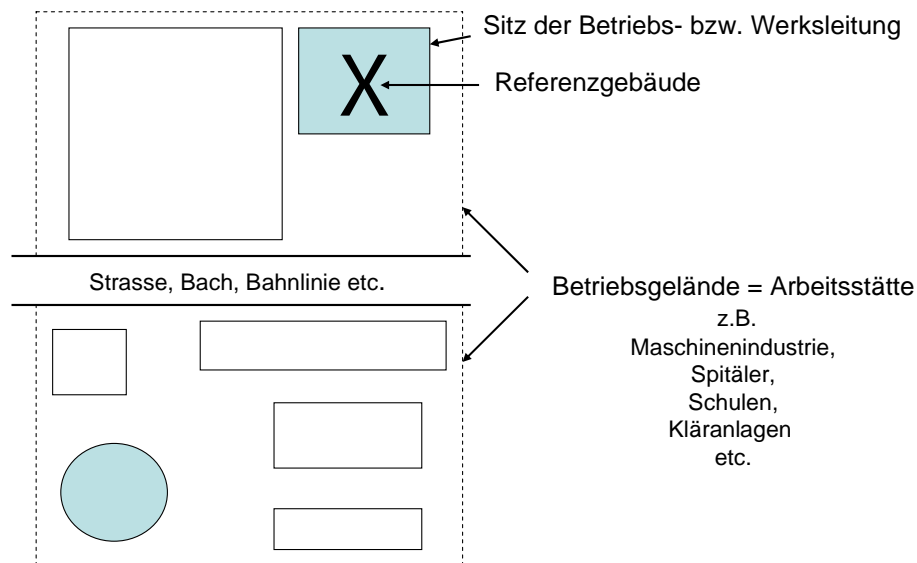 Sitz der Betriebs- bzw. Werksleitung
X
Referenzgebäude
Strasse, Bach, Bahnlinie etc.
Betriebsgelände = Arbeitsstätte
z.B.
Maschinenindustrie,
Spitäler,
Schulen,
Kläranlagen
etc.